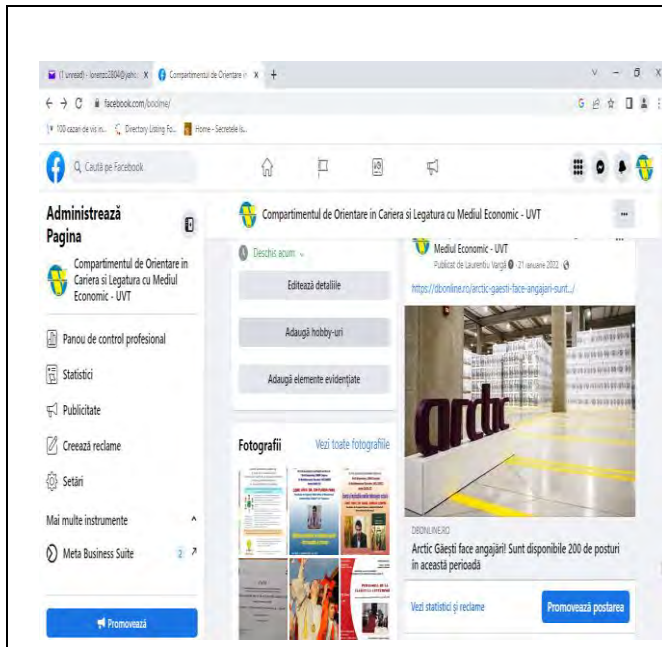 (1 unread) -
Compartimentul de Orientare in
facebook.com/
100 cazari de vis in...
Directory Listing Fo...
Home - Secretele is...
Caută pe Facebook
Administrează
Pagina
Compartimentul de Orientare in
Cariera si Legatura cu Mediul
Economic - UVT
Panou de control profesional
Statistici
Publicitate
Creează reclame
Setări
Mai multe instrumente
Meta Business Suite
2
Promovează
Compartimentul de Orientare in Cariera si Legatura cu Mediul Economic - UVT
Deschis acum
Editează detaliile
Adaugă hobby-uri
Adaugă elemente evidențiate
Fotografii
Vezi toate fotografiile
Mediul Economic - UVT
Publicat de Laurentiu Vargă
21 ianuarie 2022
https://dbonline.ro/arctic-gaesti-face-angajari-sunt.../
arctic
DBONLINE.RO
Arctic Găești face angajări! Sunt disponibile 200 de posturi
în această perioadă
Vezi statistici și reclame
Promovează postarea